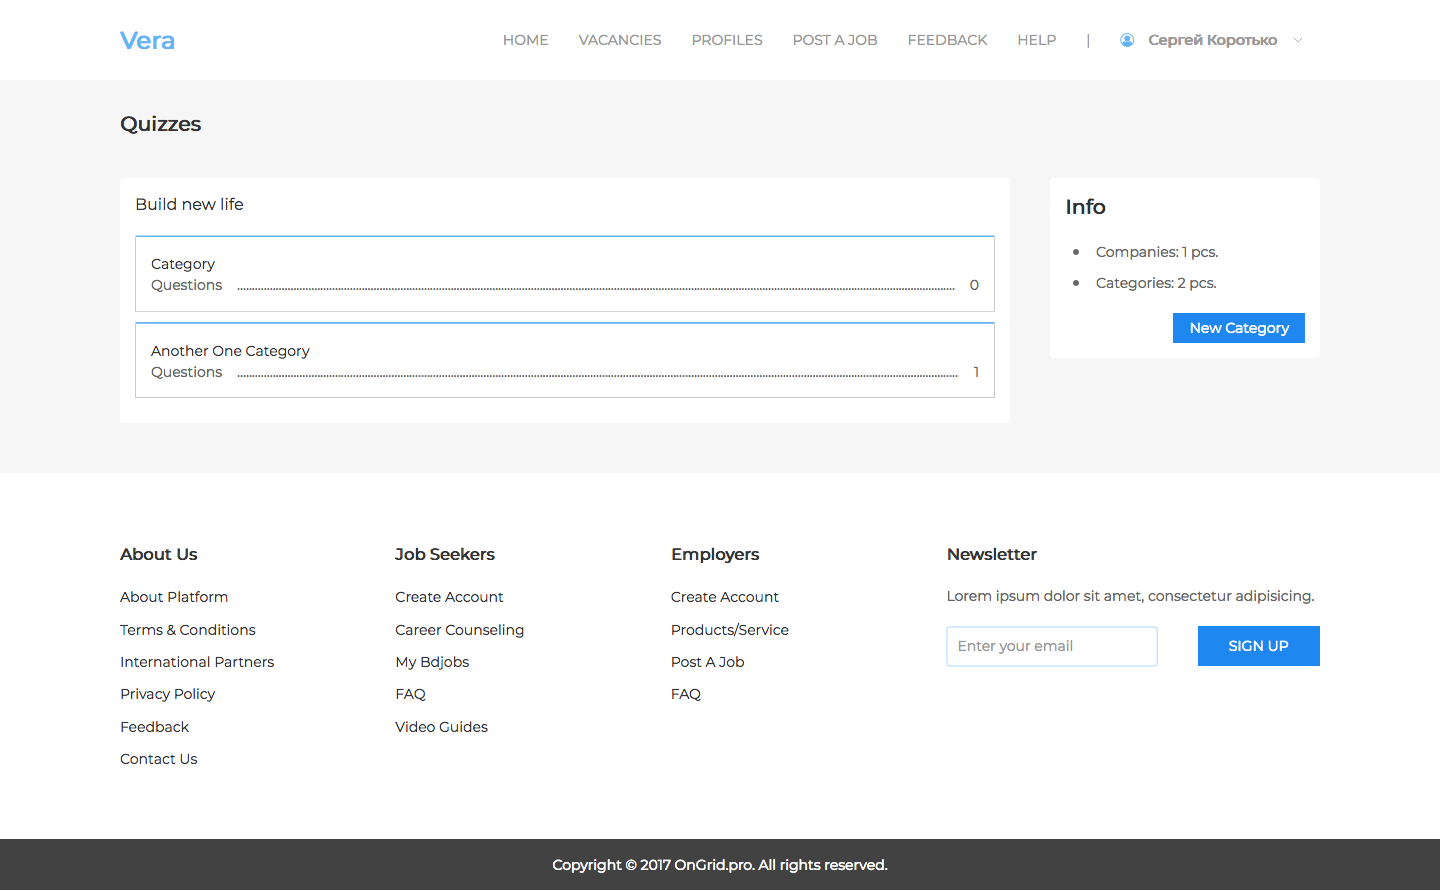 Vera
HOME VACANCIES PROFILES POST A JOB FEEDBACK HELP | Сергей Коротько
Quizzes
Build new life
Category
Questions 0
Another One Category
Questions 1
Info
Companies: 1 pcs.
Categories: 2 pcs.
New Category
About Us
About Platform
Terms & Conditions
International Partners
Privacy Policy
Feedback
Contact Us
Job Seekers
Create Account
Career Counseling
My Bdjobs
FAQ
Video Guides
Employers
Create Account
Products/Service
Post A Job
FAQ
Newsletter
Lorem ipsum dolor sit amet, consectetur adipisicing.
Enter your email
SIGN UP
Copyright © 2017 OnGrid.pro. All rights reserved.